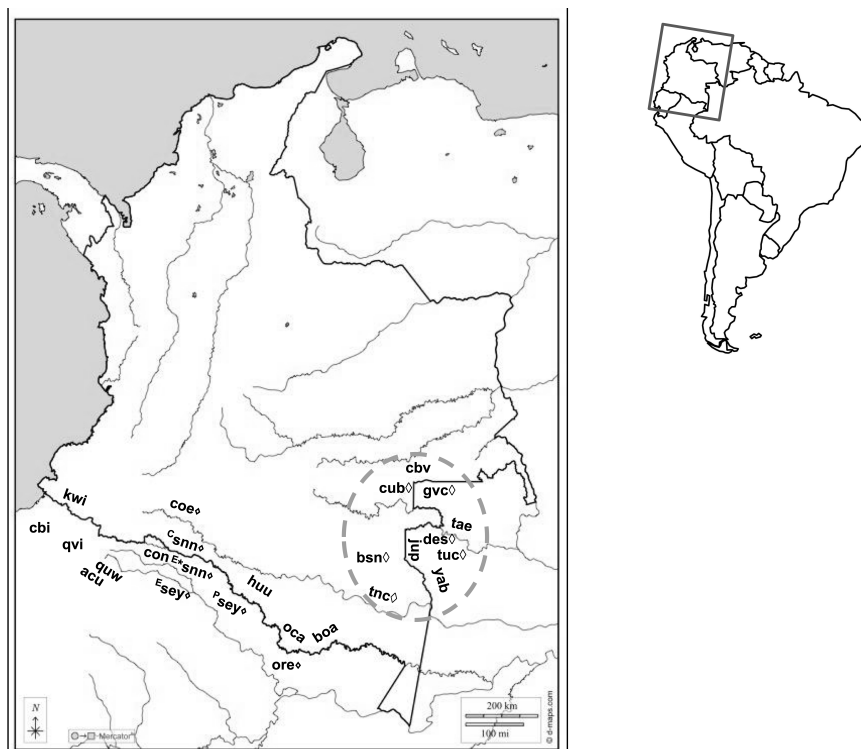 cbv
cub◊ gvc◊
kwi
coe⋄
cbi
tae
qvi
Csnn⋄
des◊
jup
tuc◊
con E*snn⋄
bsn◊
quw
acu
huu
yab
Esey⋄
Psey⋄
tnc◊
oca boa
ore⋄
N
200 km
100 mi
Mercator
© d-maps.com